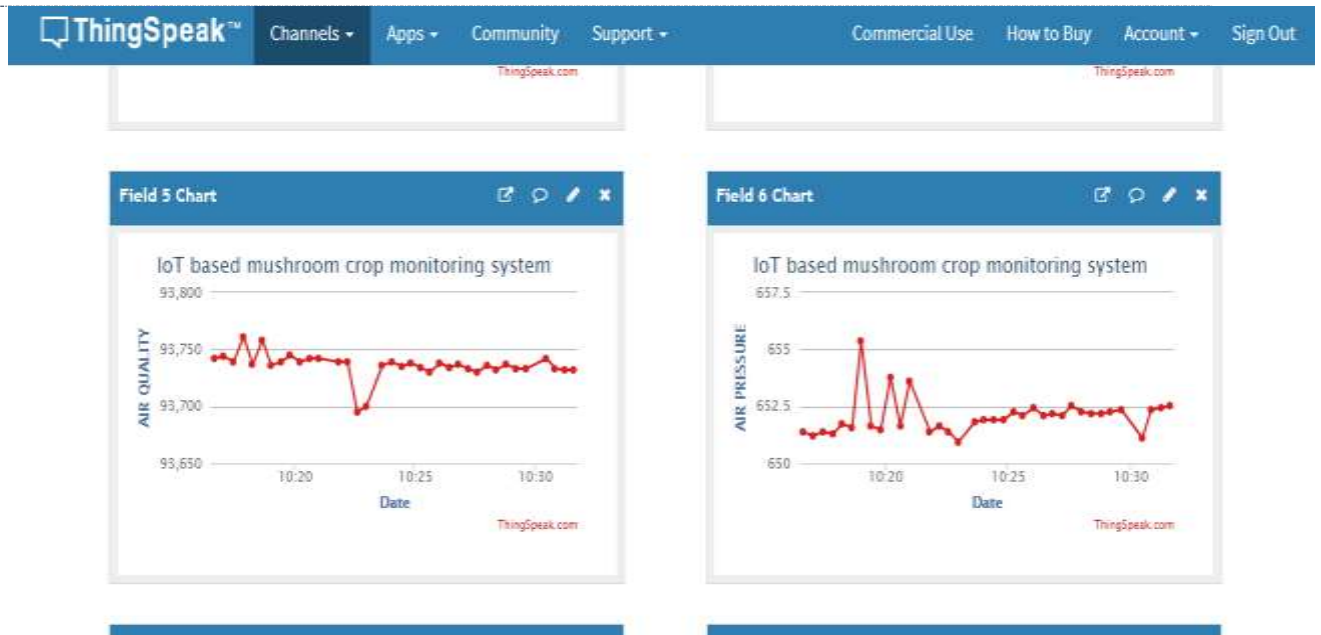 ThingSpeak™ Channels Apps Community Support Commercial Use How to Buy Account Sign Out
ThingSpeak.com
ThingSpeak.com
Field 5 Chart
IoT based mushroom crop monitoring system
93,800
93,750
93,700
93,650
AIR QUALITY
10:20 10:25 10:30
Date
ThingSpeak.com
Field 6 Chart
IoT based mushroom crop monitoring system
657.5
655
652.5
650
AIR PRESSURE
10:20 10:25 10:30
Date
ThingSpeak.com